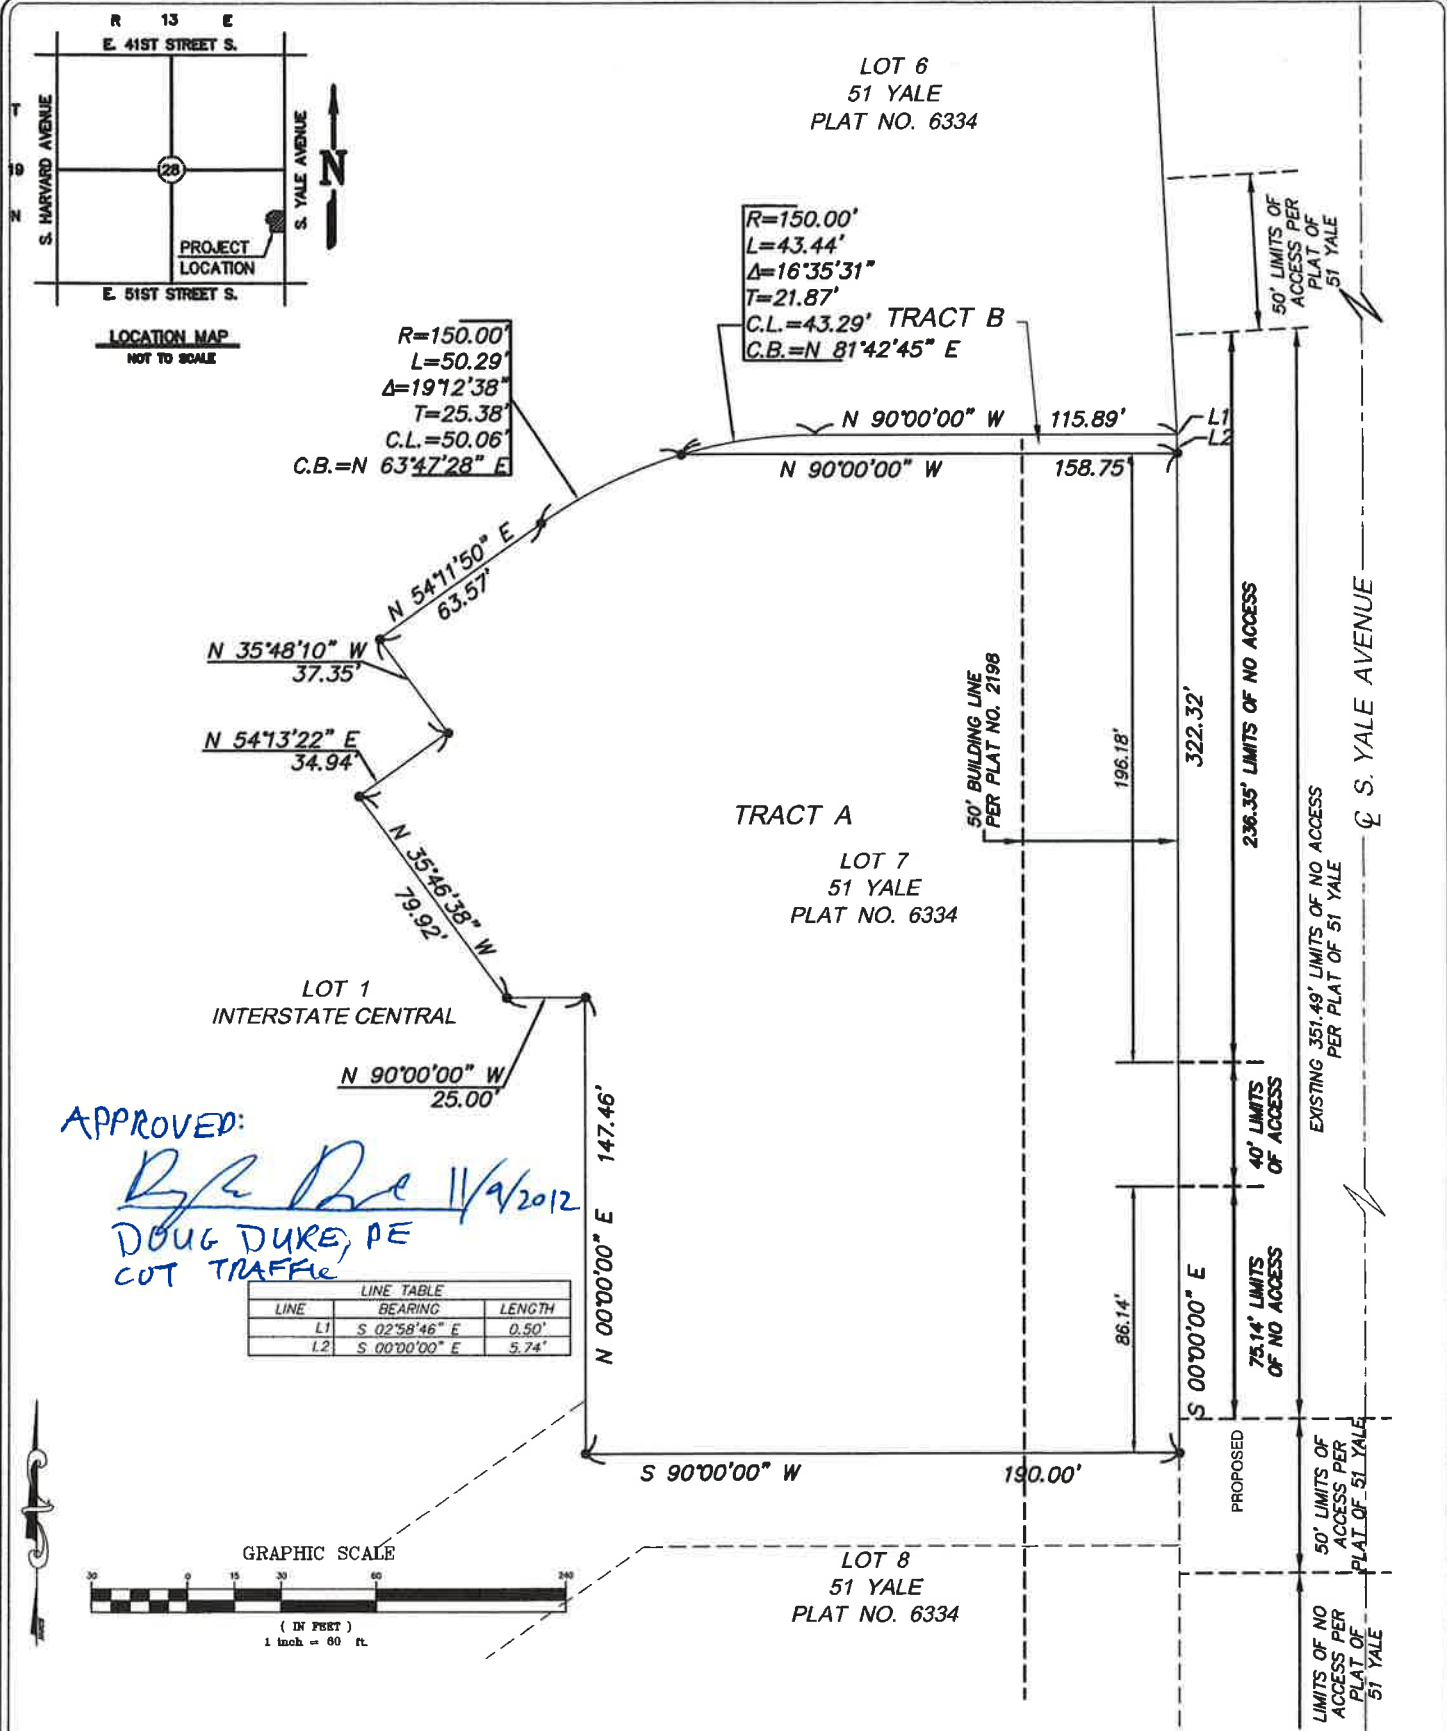 R 13 E
E. 41ST STREET S.
T
19
N
S. HARVARD AVENUE
28
S. YALE AVENUE
N
PROJECT
LOCATION
E. 51ST STREET S.
LOCATION MAP
NOT TO SCALE
LOT 6
51 YALE
PLAT NO. 6334
R=150.00'
L=43.44'
Δ=16°35'31"
T=21.87'
C.L.=43.29'
C.B.=N 81°42'45" E
TRACT B
R=150.00'
L=50.29'
Δ=19°12'38"
T=25.38'
C.L.=50.06'
C.B.=N 63°47'28" E
50' LIMITS OF
ACCESS PER
PLAT OF
51 YALE
N 90°00'00" W 115.89'
L1
L2
N 90°00'00" W 158.75'
N 54°11'50" E
63.57'
N 35°48'10" W
37.35'
N 54°13'22" E
34.94'
N 35°46'38" W
79.92'
TRACT A
LOT 7
51 YALE
PLAT NO. 6334
50' BUILDING LINE
PER PLAT NO. 2198
196.18'
322.32'
236.35' LIMITS OF NO ACCESS
EXISTING 351.49' LIMITS OF NO ACCESS
PER PLAT OF 51 YALE
℄ S. YALE AVENUE
LOT 1
INTERSTATE CENTRAL
N 90°00'00" W
25.00'
N 00°00'00" E 147.46'
40' LIMITS
OF ACCESS
86.14'
S 00°00'00" E
75.14' LIMITS
OF NO ACCESS
APPROVED:
11/9/2012
DOUG DUKE, PE
COT TRAFFIC
LINE TABLE
LINE BEARING LENGTH
L1 S 02°58'46" E 0.50'
L2 S 00°00'00" E 5.74'
S 90°00'00" W 190.00'
PROPOSED
50' LIMITS OF
ACCESS PER
PLAT OF 51 YALE
LOT 8
51 YALE
PLAT NO. 6334
LIMITS OF NO
ACCESS PER
PLAT OF
51 YALE
GRAPHIC SCALE
30 0 15 30 60 240
( IN FEET )
1 inch = 60 ft.